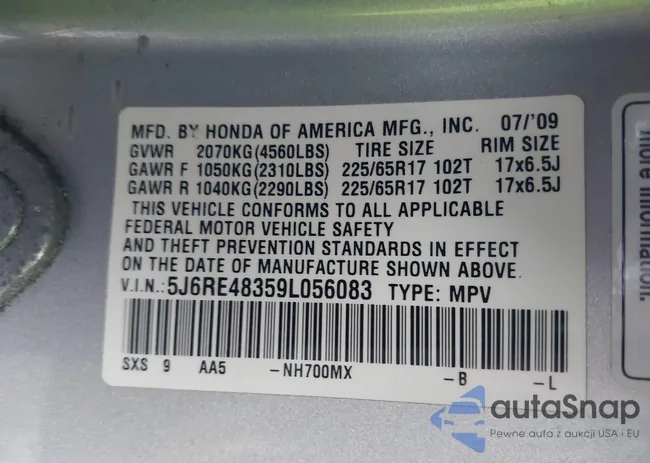 MFD. BY HONDA OF AMERICA MFG., INC. 07/'09
GVWR 2070KG(4560LBS) TIRE SIZE RIM SIZE
GAWR F 1050KG(2310LBS) 225/65R17 102T 17x6.5J
GAWR R 1040KG(2290LBS) 225/65R17 102T 17x6.5J
THIS VEHICLE CONFORMS TO ALL APPLICABLE
FEDERAL MOTOR VEHICLE SAFETY
AND THEFT PREVENTION STANDARDS IN EFFECT
ON THE DATE OF MANUFACTURE SHOWN ABOVE.
V.I.N.: 5J6RE48359L056083 TYPE: MPV
SXS 9 AA5 -NH700MX -B -L
more information.
autaSnap
Pewne auta z aukcji USA i EU